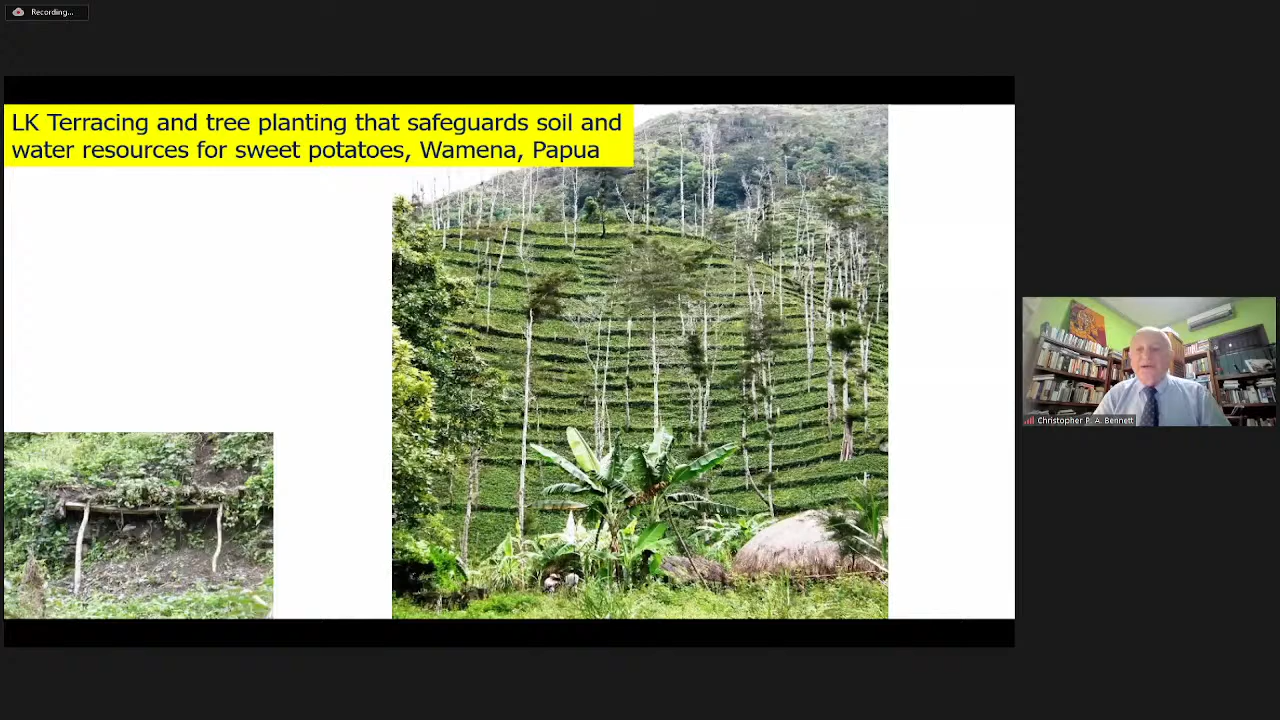 Recording...
LK Terracing and tree planting that safeguards soil and
water resources for sweet potatoes, Wamena, Papua
Christopher P. A. Bennett